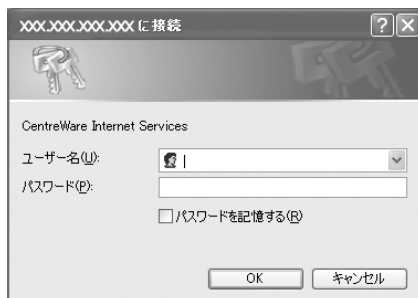 XXX.XXX.XXX.XXX に接続
CentreWare Internet Services
ユーザー名(U):
パスワード(P):
パスワードを記憶する(R)
OK キャンセル